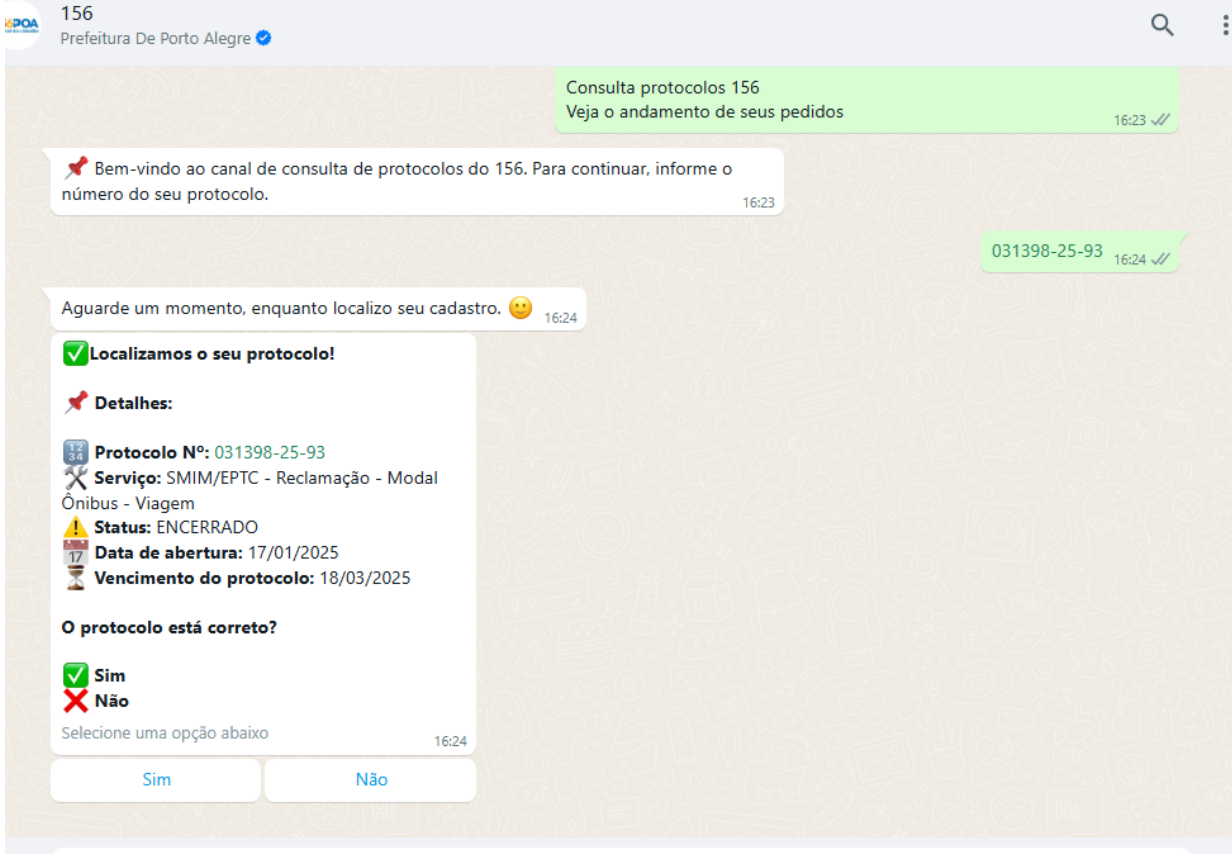 156
Prefeitura De Porto Alegre
Consulta protocolos 156
Veja o andamento de seus pedidos
16:23
Bem-vindo ao canal de consulta de protocolos do 156. Para continuar, informe o
número do seu protocolo.
16:23
031398-25-93
16:24
Aguarde um momento, enquanto localizo seu cadastro.
16:24
Localizamos o seu protocolo!
Detalhes:
Protocolo Nº: 031398-25-93
Serviço: SMIM/EPTC - Reclamação - Modal
Ônibus - Viagem
Status: ENCERRADO
Data de abertura: 17/01/2025
Vencimento do protocolo: 18/03/2025
O protocolo está correto?
Sim
Não
Selecione uma opção abaixo
16:24
Sim
Não